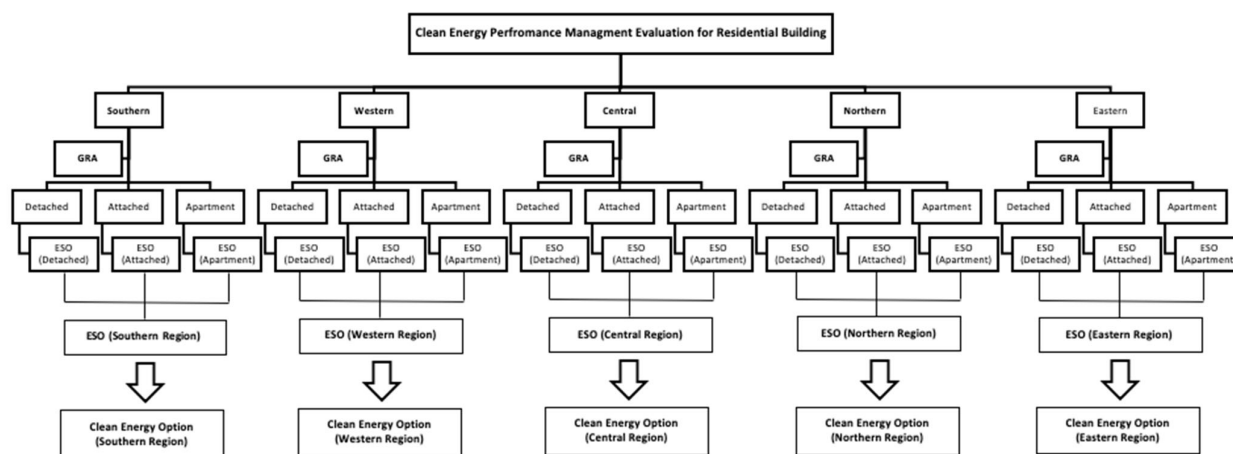 Clean Energy Perfromance Managment Evaluation for Residential Building
Southern
Western
Central
Northern
Eastern
GRA
GRA
GRA
GRA
GRA
Detached
Attached
Apartment
Detached
Attached
Apartment
Detached
Attached
Apartment
Detached
Attached
Apartment
Detached
Attached
Apartment
ESO
(Detached)
ESO
(Attached)
ESO
(Apartment)
ESO
(Detached)
ESO
(Attached)
ESO
(Apartment)
ESO
(Detached)
ESO
(Attached)
ESO
(Apartment)
ESO
(Detached)
ESO
(Attached)
ESO
(Apartment)
ESO
(Detached)
ESO
(Attached)
ESO
(Apartment)
ESO (Southern Region)
ESO (Western Region)
ESO (Central Region)
ESO (Northern Region)
ESO (Eastern Region)
Clean Energy Option
(Southern Region)
Clean Energy Option
(Western Region)
Clean Energy Option
(Central Region)
Clean Energy Option
(Northern Region)
Clean Energy Option
(Eastern Region)